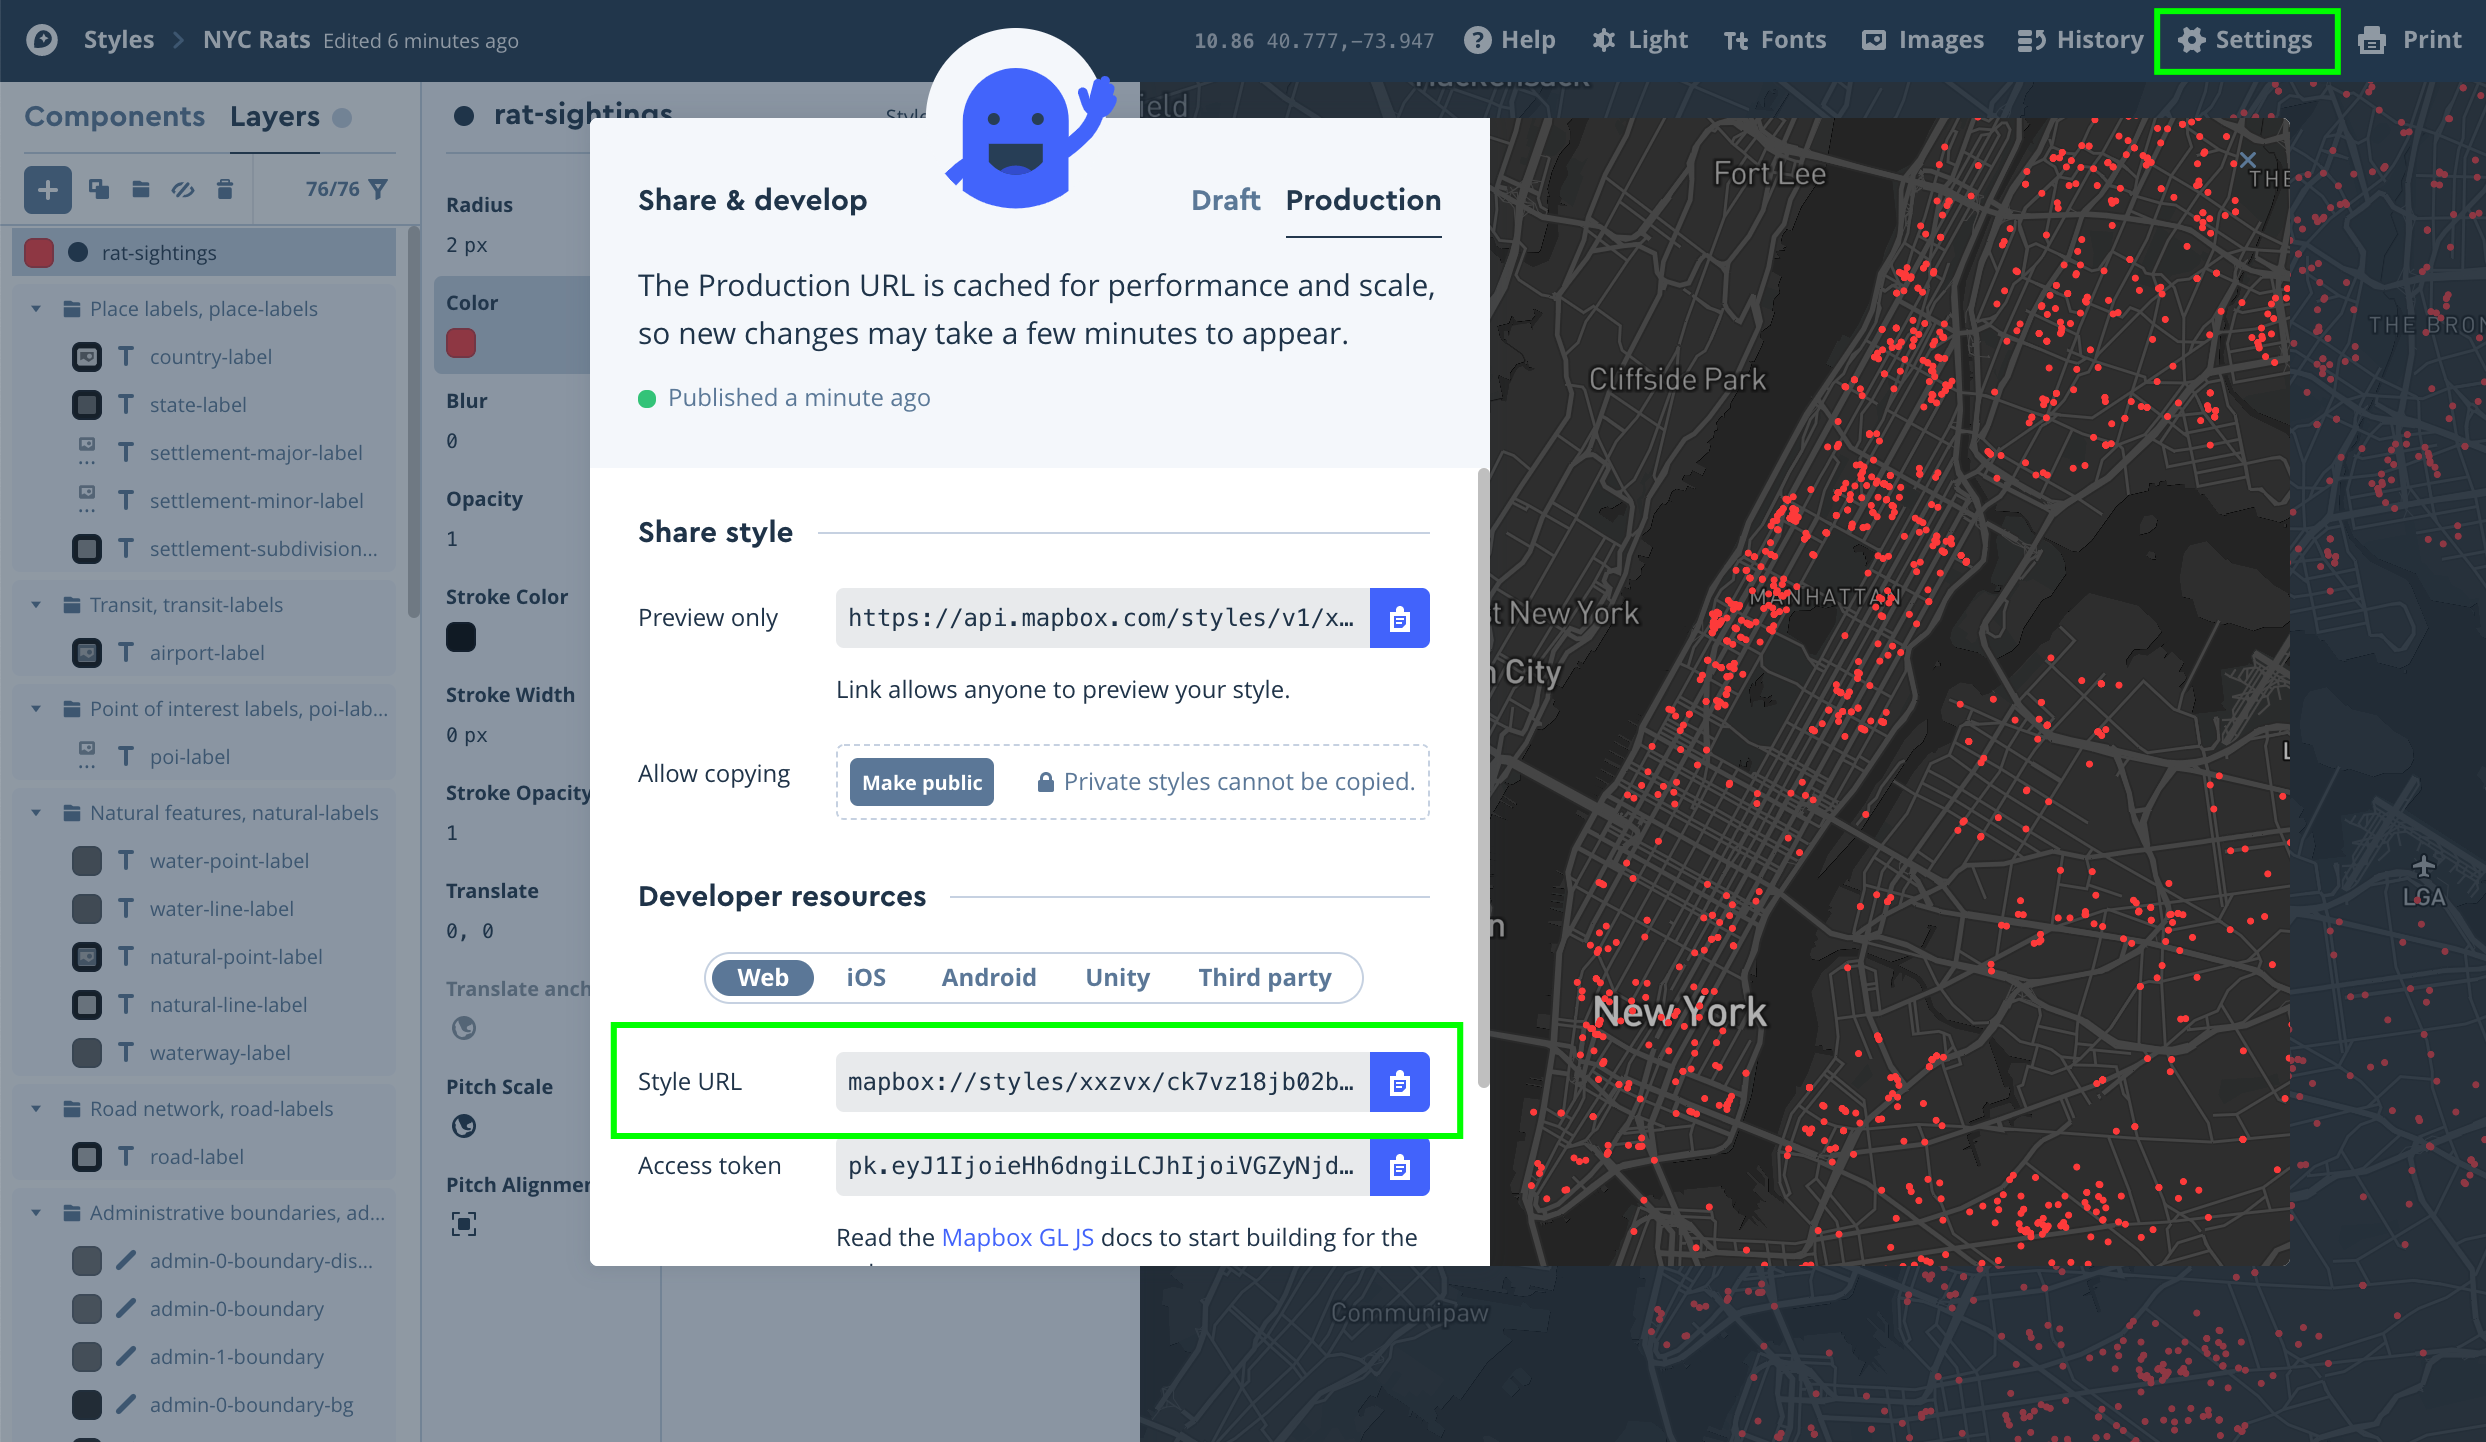 Styles
NYC Rats
Edited 6 minutes ago
10.86 40.777,-73.947
Help
Light
Fonts
Images
History
Settings
Print
Components
Layers
76/76
rat-sightings
Place labels, place-labels
country-label
state-label
settlement-major-label
settlement-minor-label
settlement-subdivision...
Transit, transit-labels
airport-label
Point of interest labels, poi-lab...
poi-label
Natural features, natural-labels
water-point-label
water-line-label
natural-point-label
natural-line-label
waterway-label
Road network, road-labels
road-label
Administrative boundaries, ad...
admin-0-boundary-dis...
admin-0-boundary
admin-1-boundary
admin-0-boundary-bg
rat-sightings
Radius
2 px
Color
Blur
0
Opacity
1
Stroke Color
Stroke Width
0 px
Stroke Opacity
1
Translate
0, 0
Translate anch
Pitch Scale
Pitch Alignmen
Share & develop
Draft
Production
The Production URL is cached for performance and scale,
so new changes may take a few minutes to appear.
Published a minute ago
Share style
Preview only
https://api.mapbox.com/styles/v1/x…
Link allows anyone to preview your style.
Allow copying
Make public
Private styles cannot be copied.
Developer resources
Web
iOS
Android
Unity
Third party
Style URL
mapbox://styles/xxzvx/ck7vz18jb02b…
Access token
pk.eyJ1IjoieHh6dngiLCJhIjoiVGZyNjd…
Read the Mapbox GL JS docs to start building for the
Fort Lee
THE
Cliffside Park
THE BRON
MANHATTAN
t New York
City
LGA
New York
Communipaw